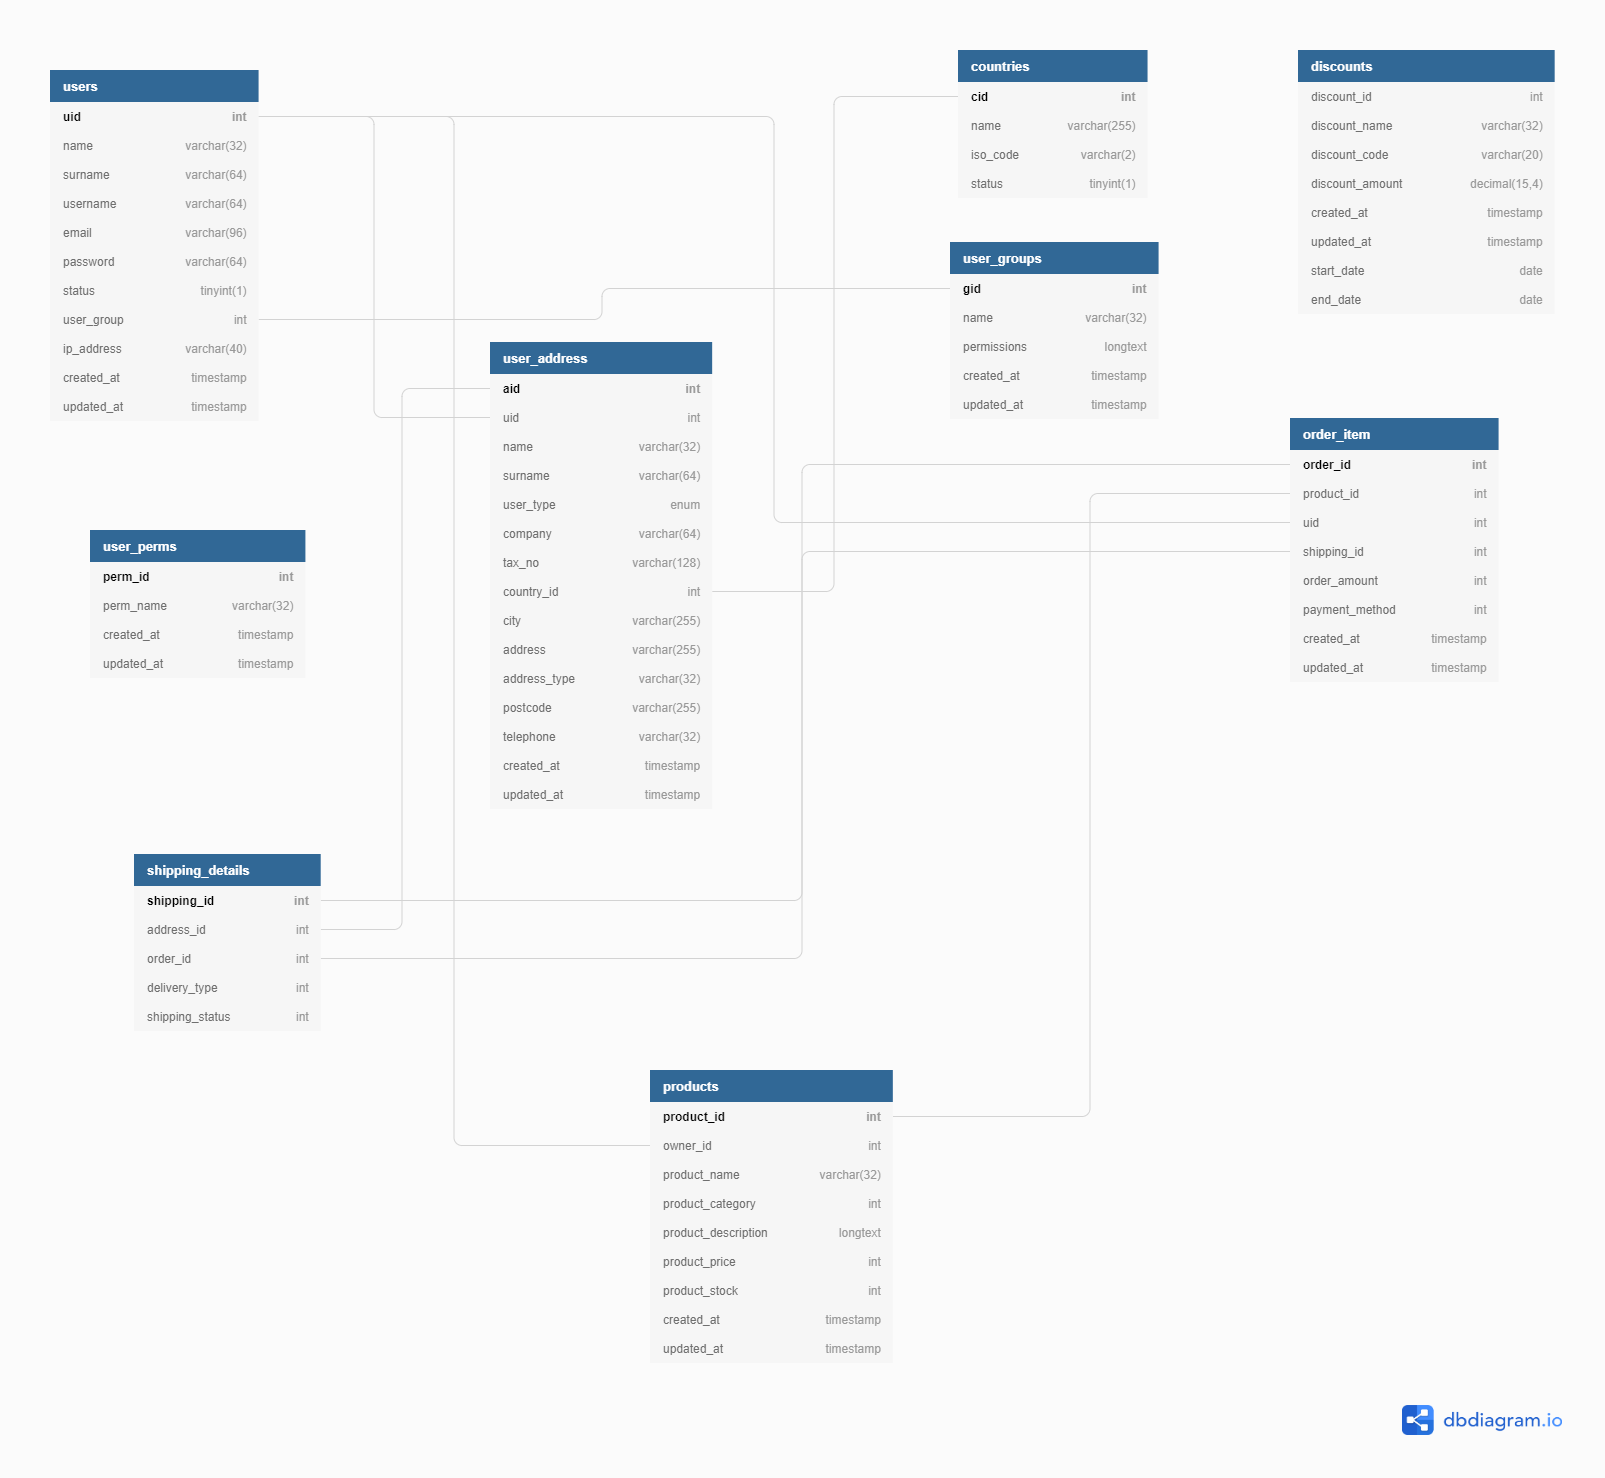 users
uid int
name varchar(32)
surname varchar(64)
username varchar(64)
email varchar(96)
password varchar(64)
status tinyint(1)
user_group int
ip_address varchar(40)
created_at timestamp
updated_at timestamp
countries
cid int
name varchar(255)
iso_code varchar(2)
status tinyint(1)
discounts
discount_id int
discount_name varchar(32)
discount_code varchar(20)
discount_amount decimal(15,4)
created_at timestamp
updated_at timestamp
start_date date
end_date date
user_groups
gid int
name varchar(32)
permissions longtext
created_at timestamp
updated_at timestamp
user_address
aid int
uid int
name varchar(32)
surname varchar(64)
user_type enum
company varchar(64)
tax_no varchar(128)
country_id int
city varchar(255)
address varchar(255)
address_type varchar(32)
postcode varchar(255)
telephone varchar(32)
created_at timestamp
updated_at timestamp
order_item
order_id int
product_id int
uid int
shipping_id int
order_amount int
payment_method int
created_at timestamp
updated_at timestamp
user_perms
perm_id int
perm_name varchar(32)
created_at timestamp
updated_at timestamp
shipping_details
shipping_id int
address_id int
order_id int
delivery_type int
shipping_status int
products
product_id int
owner_id int
product_name varchar(32)
product_category int
product_description longtext
product_price int
product_stock int
created_at timestamp
updated_at timestamp
dbdiagram.io